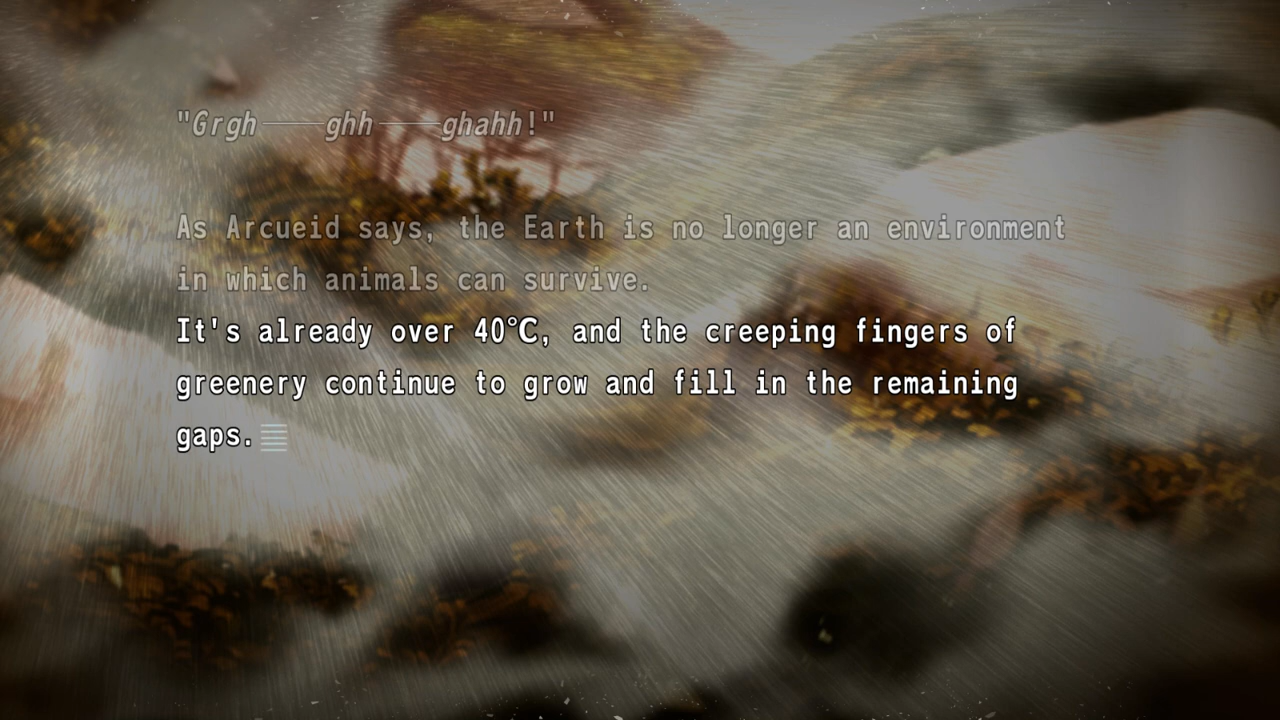 "Grgh――ghh――ghahh!"
As Arcueid says, the Earth is no longer an environment
in which animals can survive.
It's already over 40℃, and the creeping fingers of
greenery continue to grow and fill in the remaining
gaps.